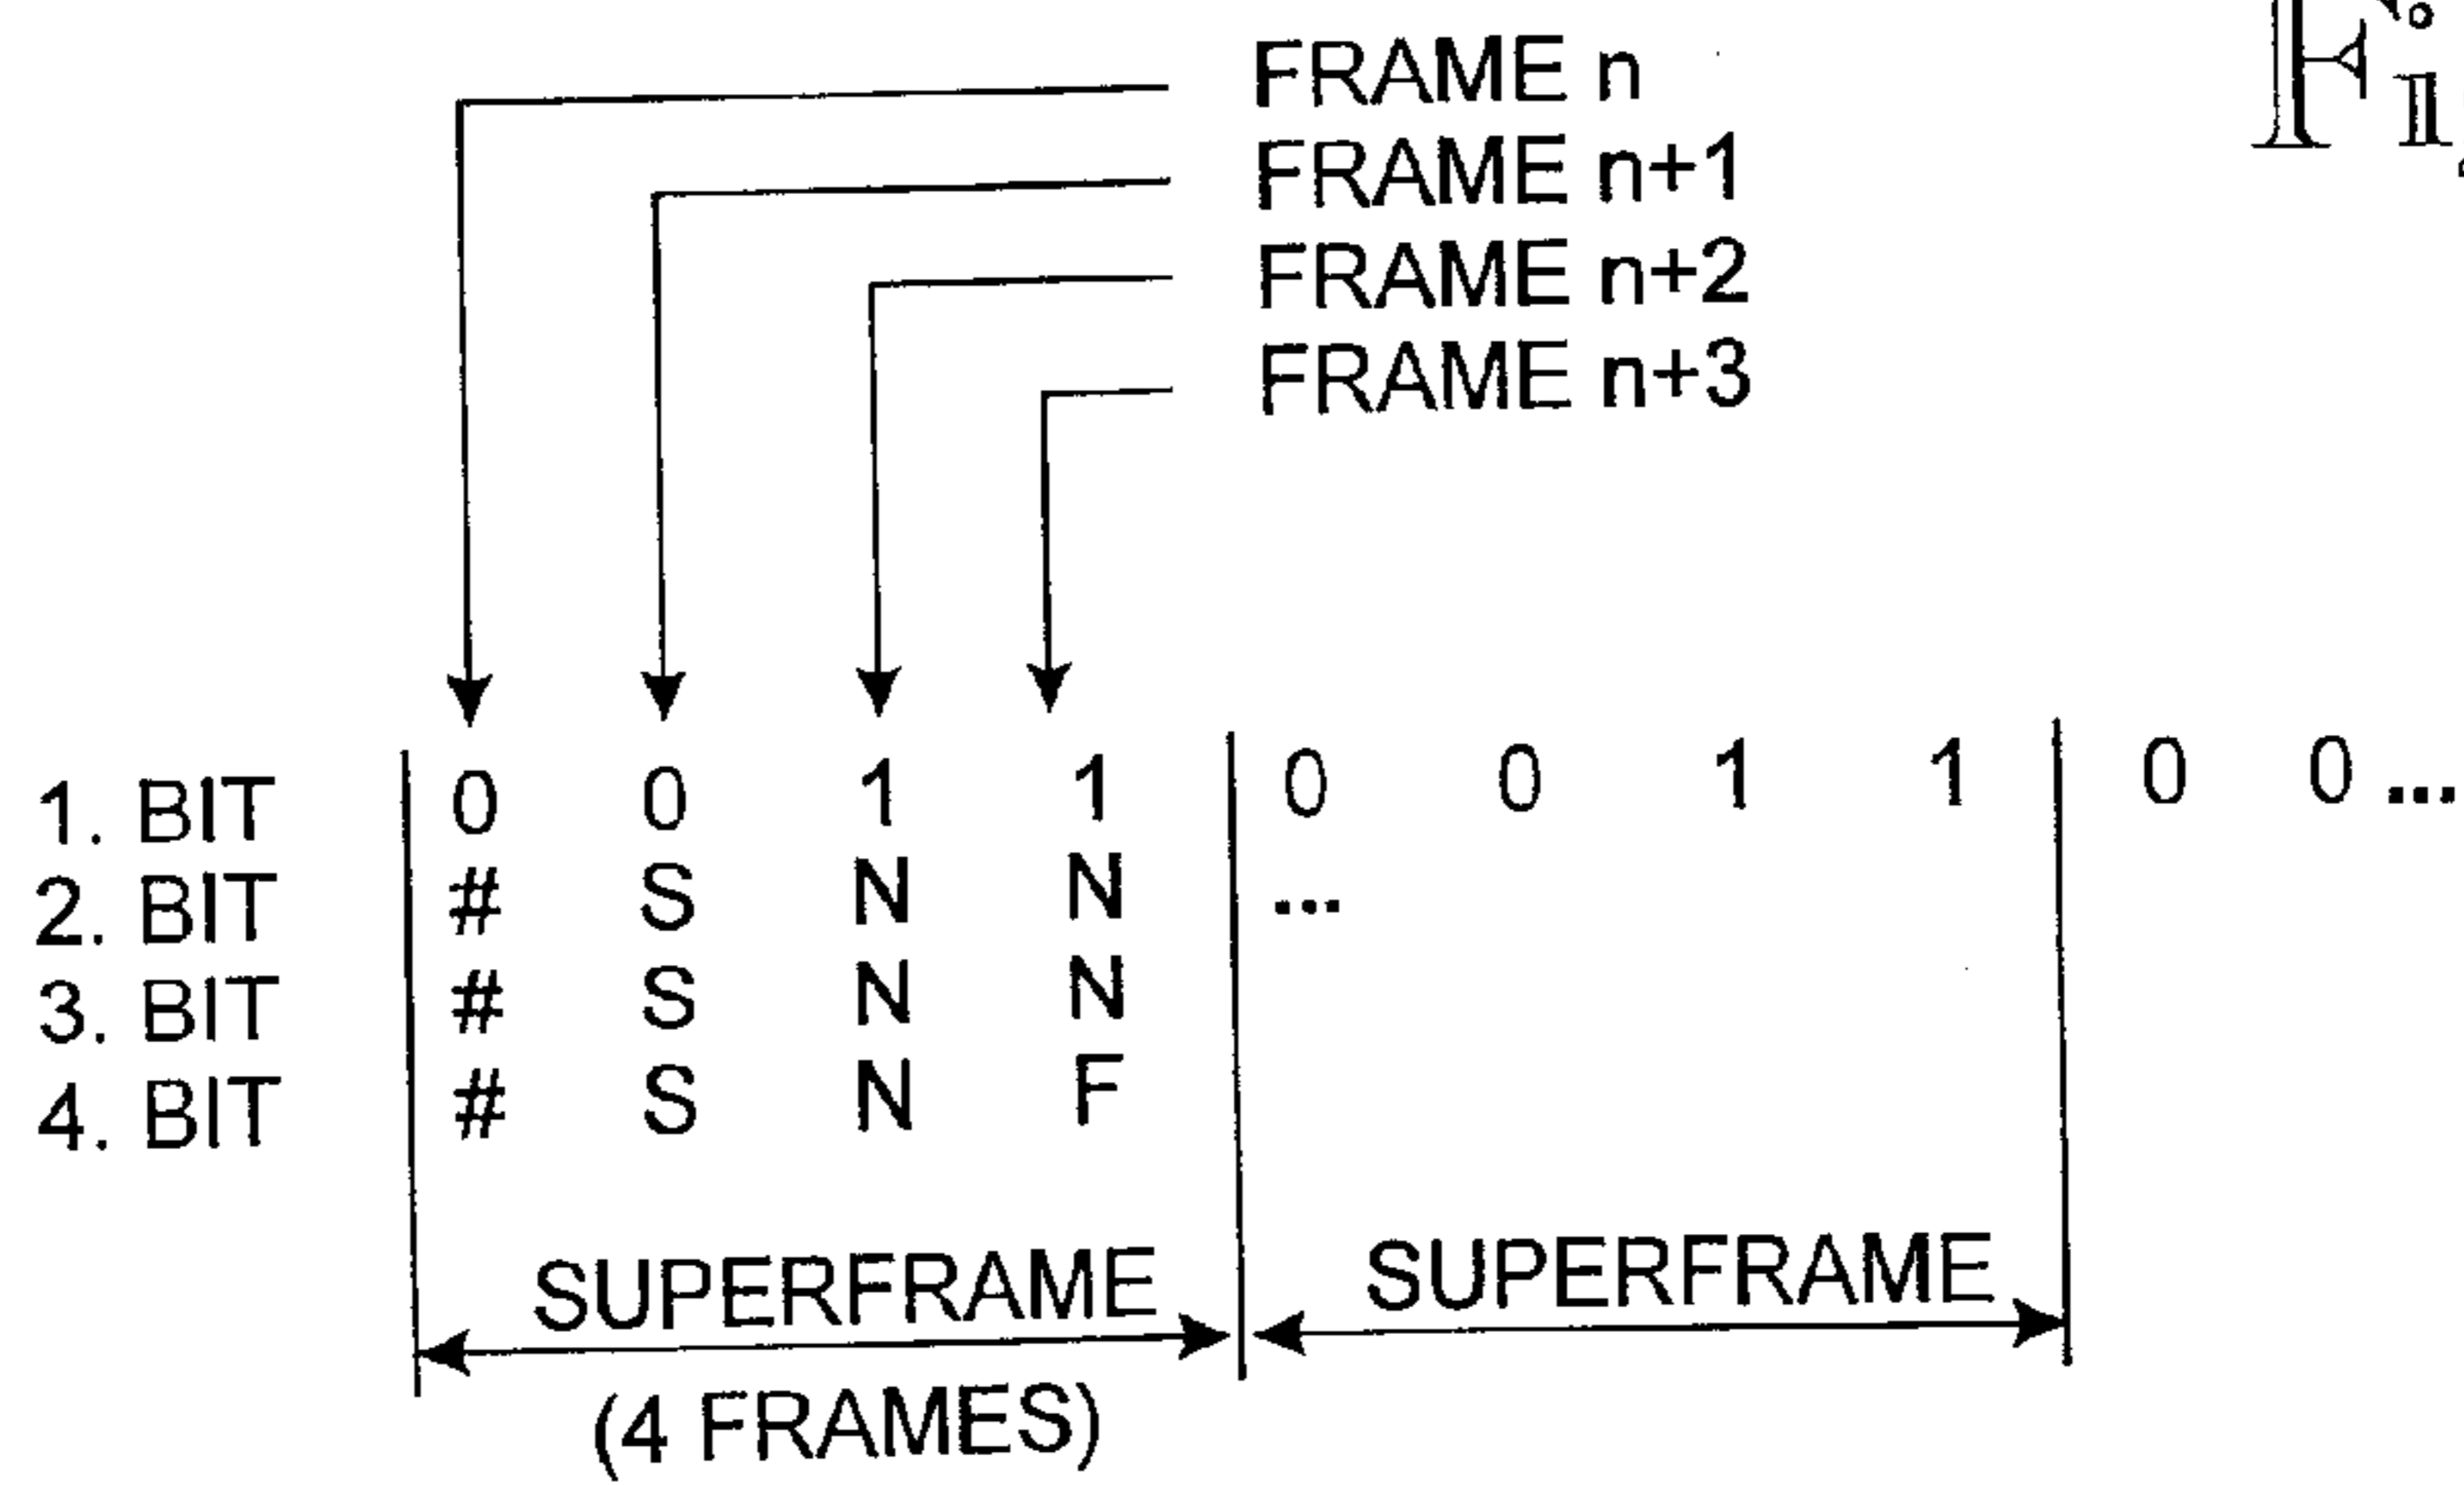 FRAME n
FRAME n+1
FRAME n+2
FRAME n+3
1. BIT 0 0 1 1 0 0 1 1 0 0 ...
2. BIT # S N N ...
3. BIT # S N N
4. BIT # S N F
SUPERFRAME SUPERFRAME
(4 FRAMES)